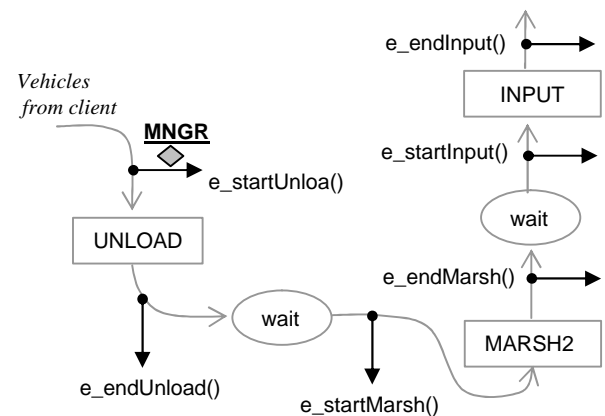 Vehicles
from client
MNGR
e_startUnloa()
UNLOAD
e_endUnload()
wait
e_startMarsh()
MARSH2
e_endMarsh()
wait
e_startInput()
INPUT
e_endInput()